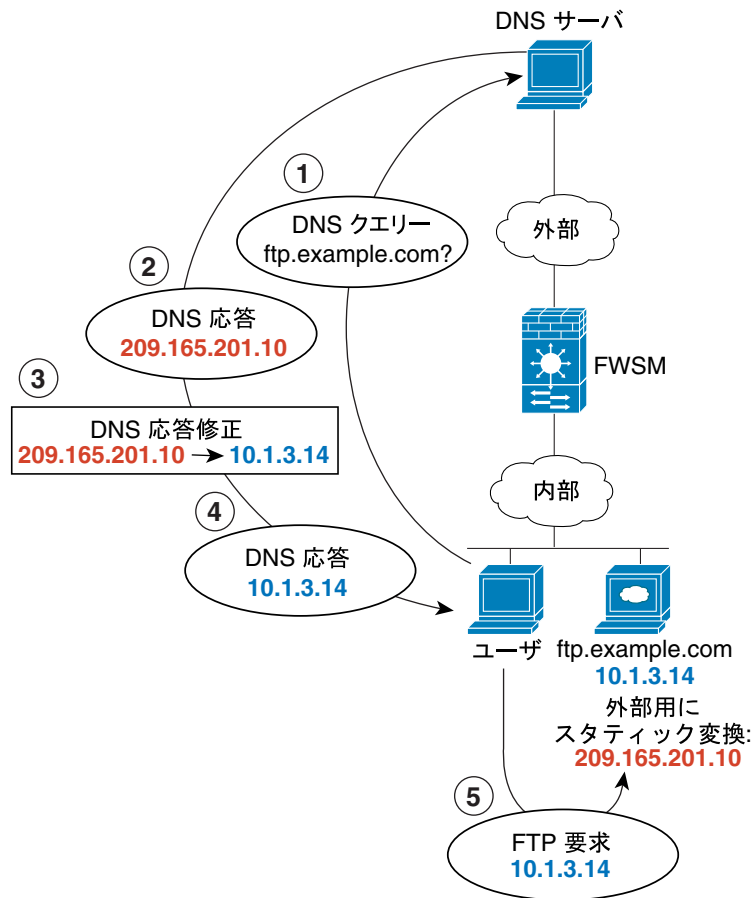 DNS サーバ
1
DNS クエリー
ftp.example.com?
外部
2
DNS 応答
209.165.201.10
FWSM
3
DNS 応答修正
209.165.201.10 → 10.1.3.14
内部
4
DNS 応答
10.1.3.14
ユーザ
ftp.example.com
10.1.3.14
外部用に
スタティック変換:
209.165.201.10
5
FTP 要求
10.1.3.14